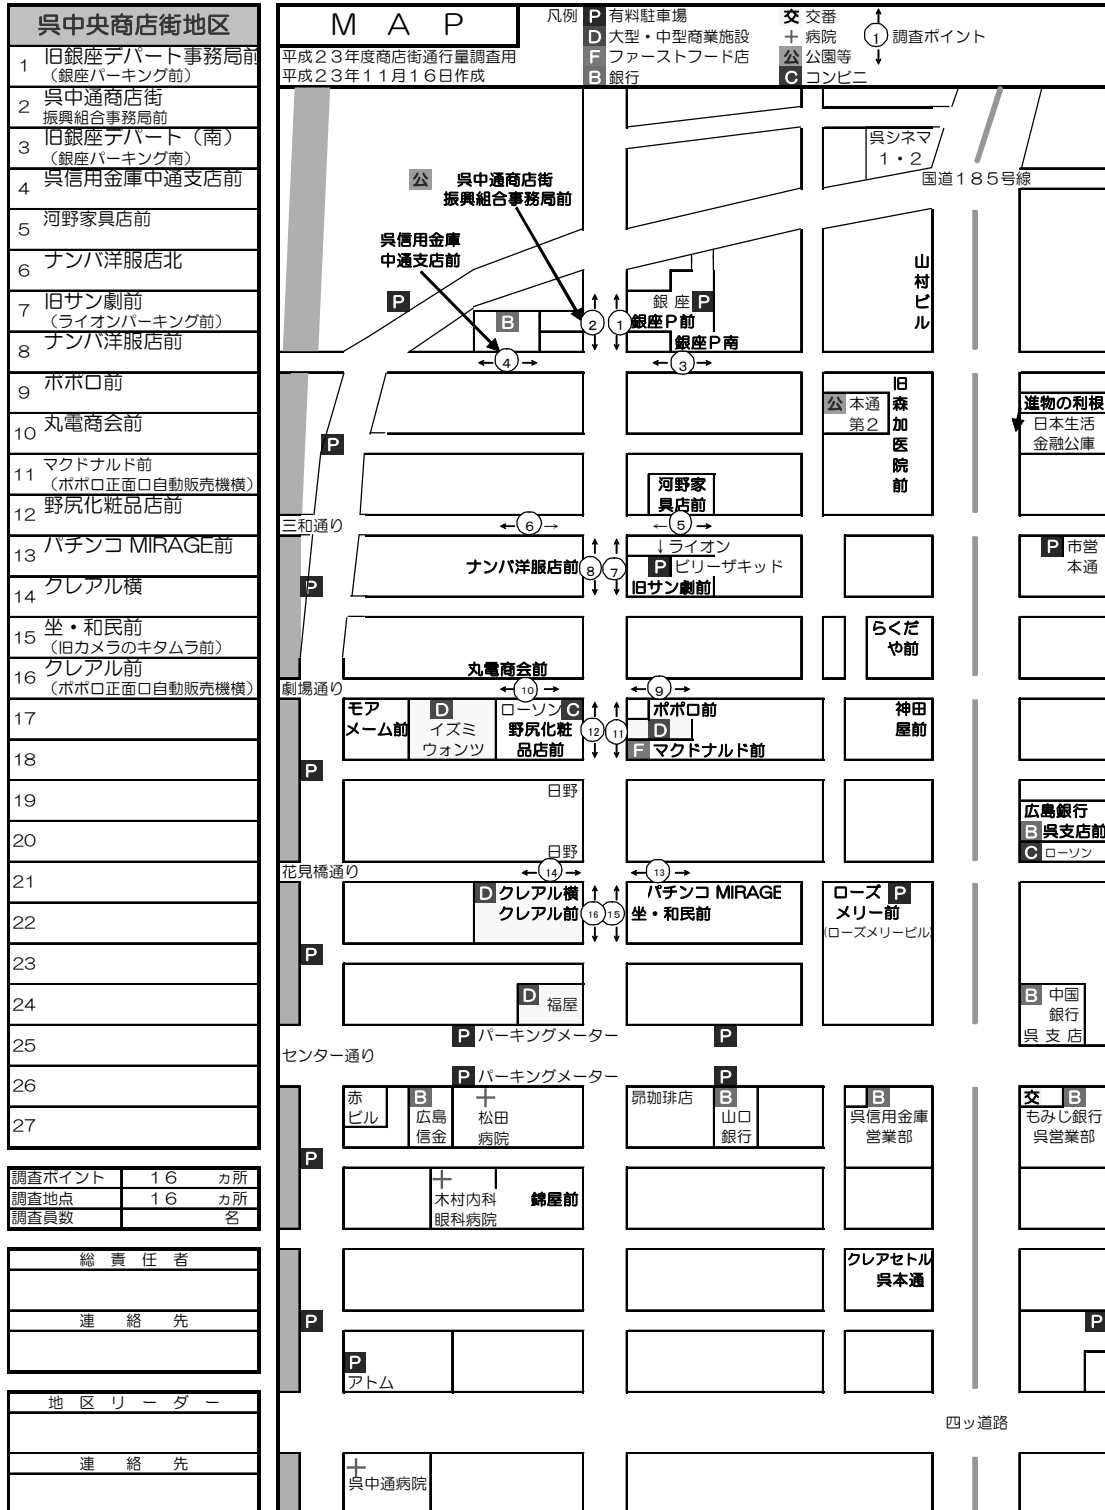 呉中央商店街地区
1 旧銀座デパート事務局前
（銀座パーキング前）
2 呉中通商店街
振興組合事務局前
3 旧銀座デパート（南）
（銀座パーキング南）
4 呉信用金庫中通支店前
5 河野家具店前
6 ナンバ洋服店北
7 旧サン劇前
（ライオンパーキング前）
8 ナンバ洋服店前
9 ポポロ前
10 丸電商会前
11 マクドナルド前
（ポポロ正面口自動販売機横）
12 野尻化粧品店前
13 パチンコ MIRAGE前
14 クレアル横
15 坐・和民前
（旧カメラのキタムラ前）
16 クレアル前
（ポポロ正面口自動販売機横）
17
18
19
20
21
22
23
24
25
26
27
調査ポイント 16 ヵ所
調査地点 16 ヵ所
調査員数 名
総責任者
連絡先
地区リーダー
連絡先
MAP
平成23年度商店街通行量調査用
平成23年11月16日作成
凡例 P 有料駐車場
D 大型・中型商業施設
F ファーストフード店
B 銀行
交 交番
＋ 病院
公 公園等
C コンビニ
1 調査ポイント
呉シネマ
1・2
国道185号線
公 呉中通商店街
振興組合事務局前
呉信用金庫
中通支店前
山村ビル
P
銀座 P
B
2 1 銀座P前
銀座P南
4 3
旧森加医院前
公 本通
第2
進物の利根
日本生活
金融公庫
P
河野家
具店前
三和通り
6 5
↓ライオン
P ビリーザキッド
旧サン劇前
ナンバ洋服店前 8 7
P 市営
本通
P
らくだ
や前
丸電商会前
劇場通り
10 9
モア
メーム前
D
イズミ
ウォンツ
ローソン C
野尻化粧
品店前
12 11
ポポロ前
D
F マクドナルド前
神田
屋前
P
日野
日野
広島銀行
B 呉支店前
C ローソン
花見橋通り
14 13
D クレアル横
クレアル前
16 15
パチンコ MIRAGE
坐・和民前
ローズ P
メリー前
(ローズメリービル)
P
D 福屋
B 中国
銀行
呉支店
P パーキングメーター P
センター通り
P パーキングメーター P
赤
ビル
B
広島
信金
＋
松田
病院
昴珈琲店
B
山口
銀行
B
呉信用金庫
営業部
交 B
もみじ銀行
呉営業部
P
＋
木村内科
眼科病院
錦屋前
クレアセトル
呉本通
P
P
P
アトム
四ッ道路
＋
呉中通病院